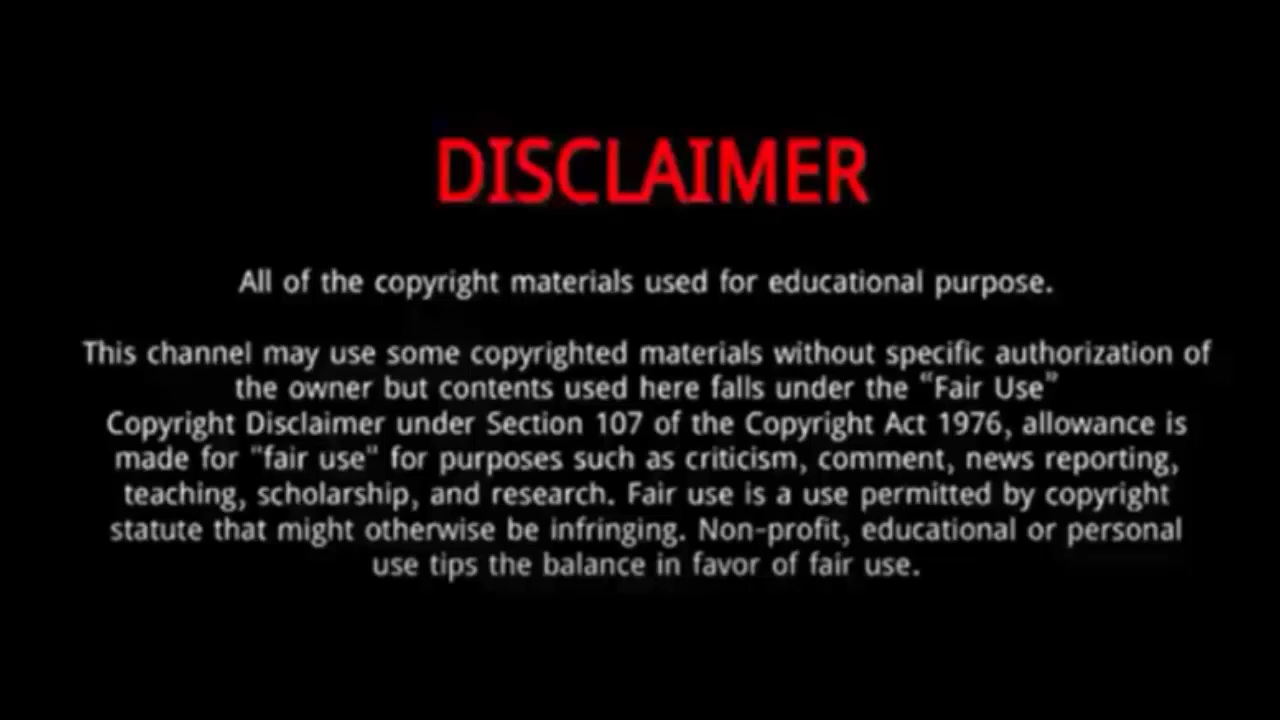 DISCLAIMER
All of the copyright materials used for educational purpose.
This channel may use some copyrighted materials without specific authorization of
the owner but contents used here falls under the “Fair Use”
Copyright Disclaimer under Section 107 of the Copyright Act 1976, allowance is
made for "fair use" for purposes such as criticism, comment, news reporting,
teaching, scholarship, and research. Fair use is a use permitted by copyright
statute that might otherwise be infringing. Non-profit, educational or personal
use tips the balance in favor of fair use.